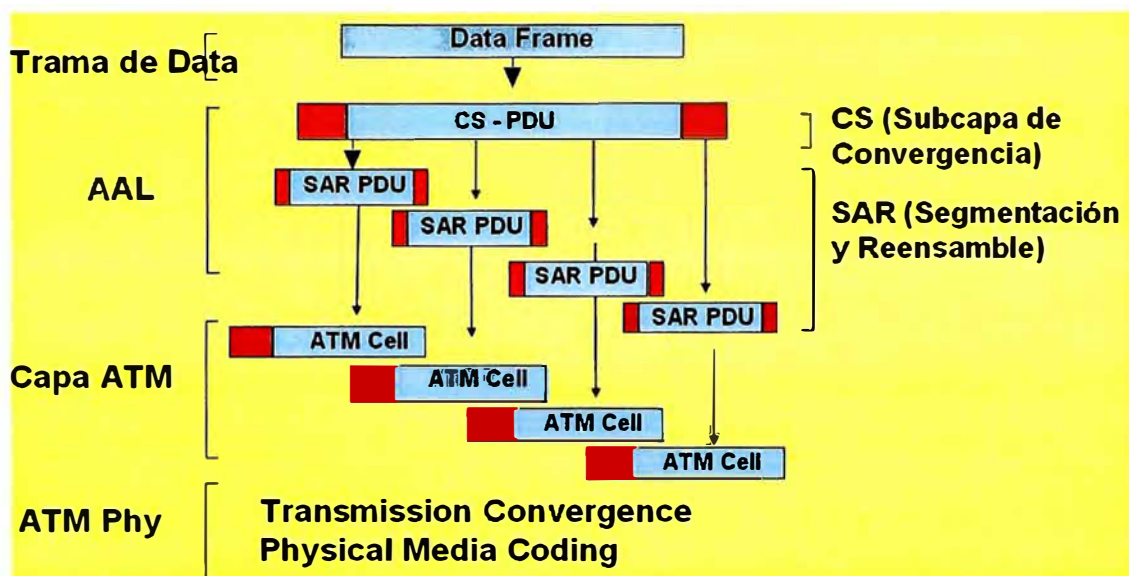 Data Frame
Trama de Data
CS - PDU
CS (Subcapa de
Convergencia)
AAL
SAR PDU
SAR PDU
SAR (Segmentación
y Reensamble)
SAR PDU
SAR PDU
ATM Cell
Capa ATM
ATM Cell
ATM Cell
ATM Cell
ATM Phy
Transmission Convergence
Physical Media Coding